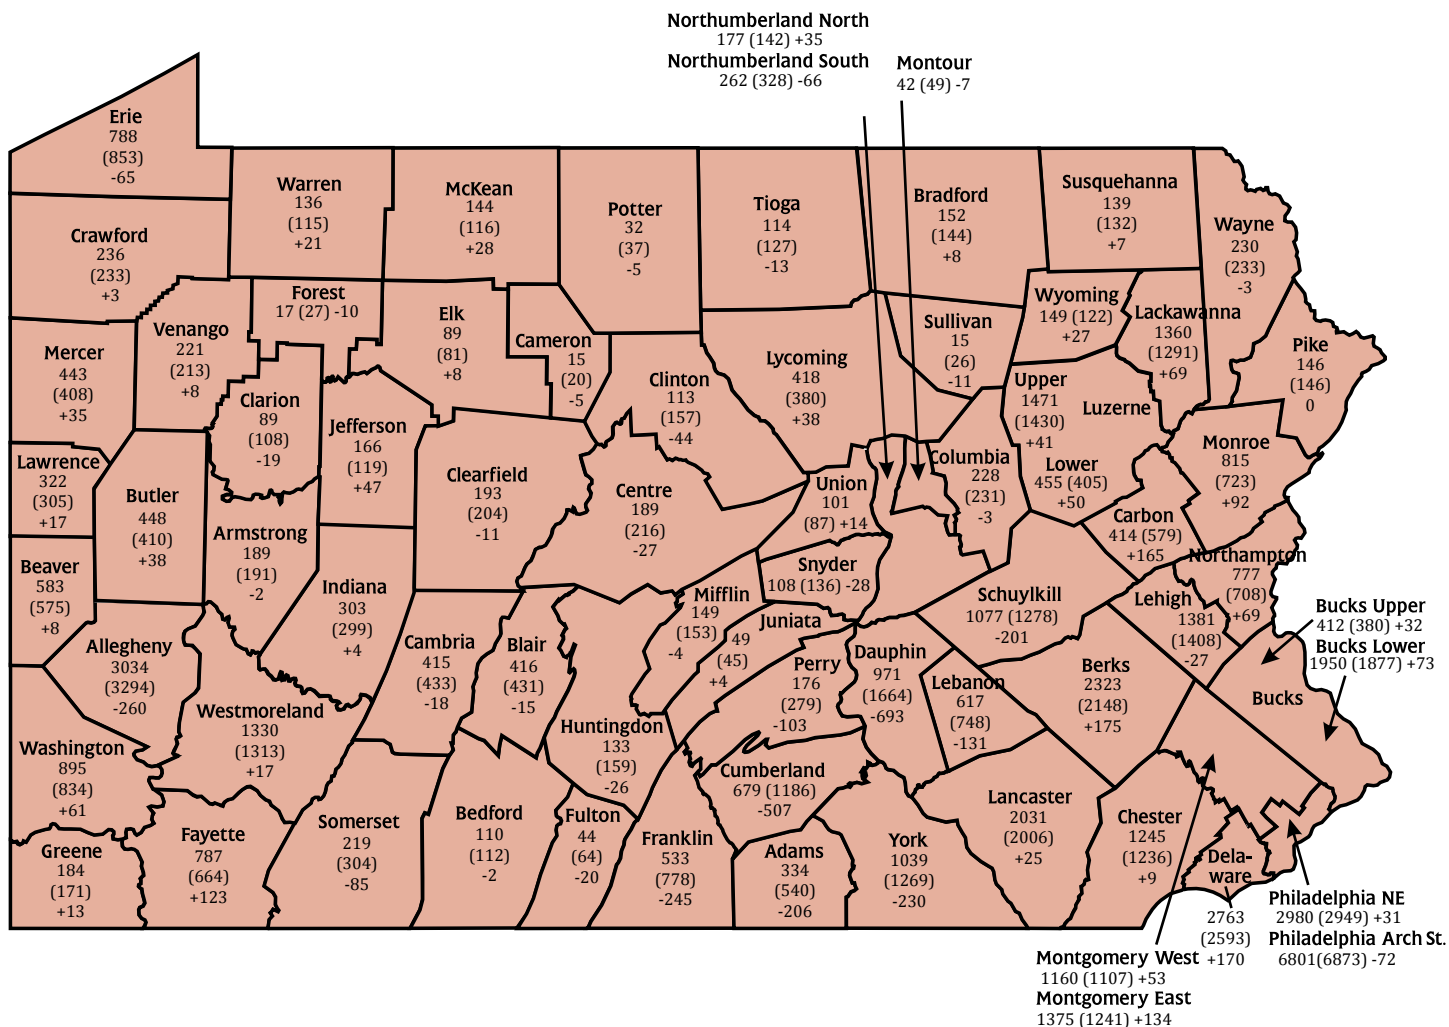 Northumberland North
177 (142) +35
Northumberland South
262 (328) -66
Montour
42 (49) -7
Erie
788
(853)
-65
Warren
136
(115)
+21
McKean
144
(116)
+28
Potter
32
(37)
-5
Tioga
114
(127)
-13
Bradford
152
(144)
+8
Susquehanna
139
(132)
+7
Wayne
230
(233)
-3
Crawford
236
(233)
+3
Forest
17 (27) -10
Venango
221
(213)
+8
Elk
89
(81)
+8
Cameron
15
(20)
-5
Sullivan
15
(26)
-11
Wyoming
149 (122)
+27
Lackawanna
1360
(1291)
+69
Pike
146
(146)
0
Mercer
443
(408)
+35
Clarion
89
(108)
-19
Jefferson
166
(119)
+47
Clinton
113
(157)
-44
Lycoming
418
(380)
+38
Upper
1471
(1430)
+41
Luzerne
Lower
455 (405)
+50
Monroe
815
(723)
+92
Lawrence
322
(305)
+17
Butler
448
(410)
+38
Clearfield
193
(204)
-11
Centre
189
(216)
-27
Union
101
(87) +14
Columbia
228
(231)
-3
Carbon
414 (579)
+165
Armstrong
189
(191)
-2
Northampton
777
(708)
+69
Beaver
583
(575)
+8
Indiana
303
(299)
+4
Snyder
108 (136) -28
Mifflin
149
(153)
-4
Juniata
49
(45)
+4
Schuylkill
1077 (1278)
-201
Lehigh
1381
(1408)
-27
Bucks Upper
412 (380) +32
Bucks Lower
1950 (1877) +73
Allegheny
3034
(3294)
-260
Cambria
415
(433)
-18
Blair
416
(431)
-15
Perry
176
(279)
-103
Dauphin
971
(1664)
-693
Lebanon
617
(748)
-131
Berks
2323
(2148)
+175
Bucks
Westmoreland
1330
(1313)
+17
Huntingdon
133
(159)
-26
Washington
895
(834)
+61
Cumberland
679 (1186)
-507
Lancaster
2031
(2006)
+25
Chester
1245
(1236)
+9
Bedford
110
(112)
-2
Fulton
44
(64)
-20
Somerset
219
(304)
-85
Fayette
787
(664)
+123
Greene
184
(171)
+13
Franklin
533
(778)
-245
Adams
334
(540)
-206
York
1039
(1269)
-230
Dela-
ware
2763
(2593)
+170
Philadelphia NE
2980 (2949) +31
Philadelphia Arch St.
6801(6873) -72
Montgomery West
1160 (1107) +53
Montgomery East
1375 (1241) +134